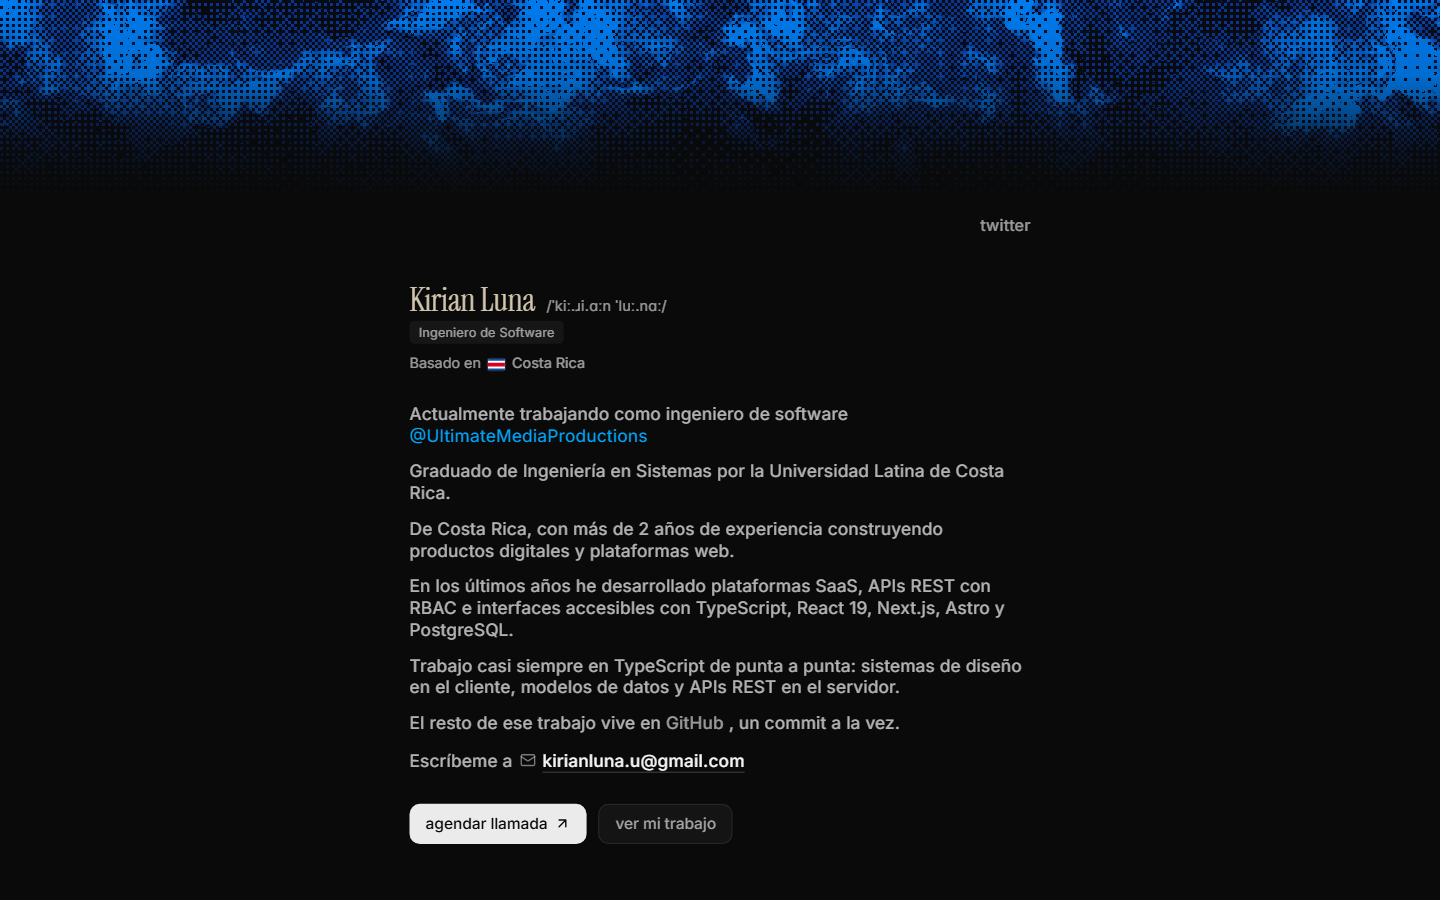 twitter
Kirian Luna /ˈkiː.ɹi.ɑːn ˈluː.nɑː/
Ingeniero de Software
Basado en Costa Rica
Actualmente trabajando como ingeniero de software
@UltimateMediaProductions
Graduado de Ingeniería en Sistemas por la Universidad Latina de Costa
Rica.
De Costa Rica, con más de 2 años de experiencia construyendo
productos digitales y plataformas web.
En los últimos años he desarrollado plataformas SaaS, APIs REST con
RBAC e interfaces accesibles con TypeScript, React 19, Next.js, Astro y
PostgreSQL.
Trabajo casi siempre en TypeScript de punta a punta: sistemas de diseño
en el cliente, modelos de datos y APIs REST en el servidor.
El resto de ese trabajo vive en GitHub , un commit a la vez.
Escríbeme a kirianluna.u@gmail.com
agendar llamada
ver mi trabajo